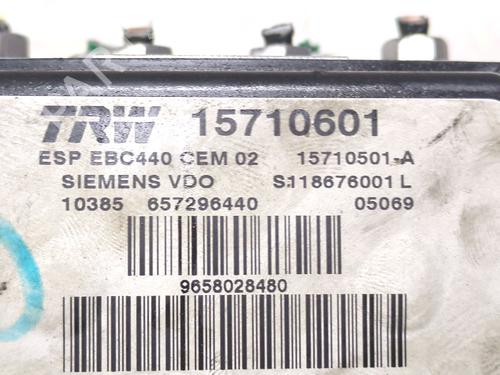 TRW 15710601
ESP EBC440 CEM 02 15710501-A
SIEMENS VDO S118676001 L
10385 657296440 05069
9658028480